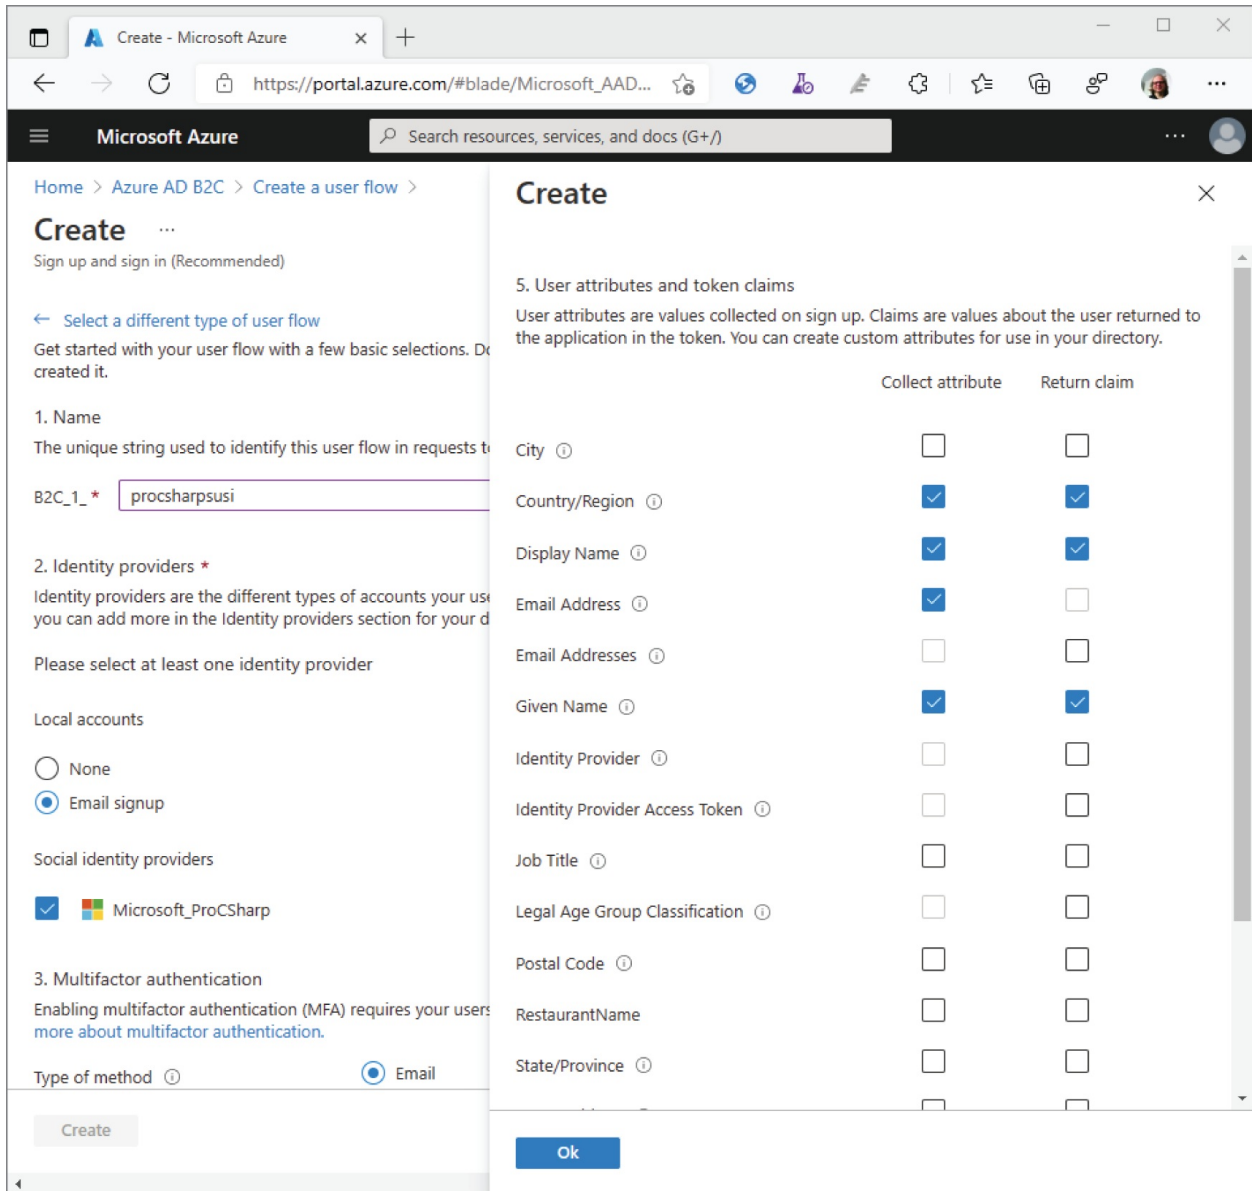 Create - Microsoft Azure
https://portal.azure.com/#blade/Microsoft_AAD...
Microsoft Azure
Search resources, services, and docs (G+/)
Home > Azure AD B2C > Create a user flow >
Create ...
Sign up and sign in (Recommended)
← Select a different type of user flow
Get started with your user flow with a few basic selections. Do
created it.
1. Name
The unique string used to identify this user flow in requests to
B2C_1_ * procsharpsusi
2. Identity providers *
Identity providers are the different types of accounts your use
you can add more in the Identity providers section for your d
Please select at least one identity provider
Local accounts
None
Email signup
Social identity providers
Microsoft_ProCSharp
3. Multifactor authentication
Enabling multifactor authentication (MFA) requires your users
more about multifactor authentication.
Type of method Email
Create
Create
5. User attributes and token claims
User attributes are values collected on sign up. Claims are values about the user returned to
the application in the token. You can create custom attributes for use in your directory.
Collect attribute Return claim
City
Country/Region
Display Name
Email Address
Email Addresses
Given Name
Identity Provider
Identity Provider Access Token
Job Title
Legal Age Group Classification
Postal Code
RestaurantName
State/Province
Ok